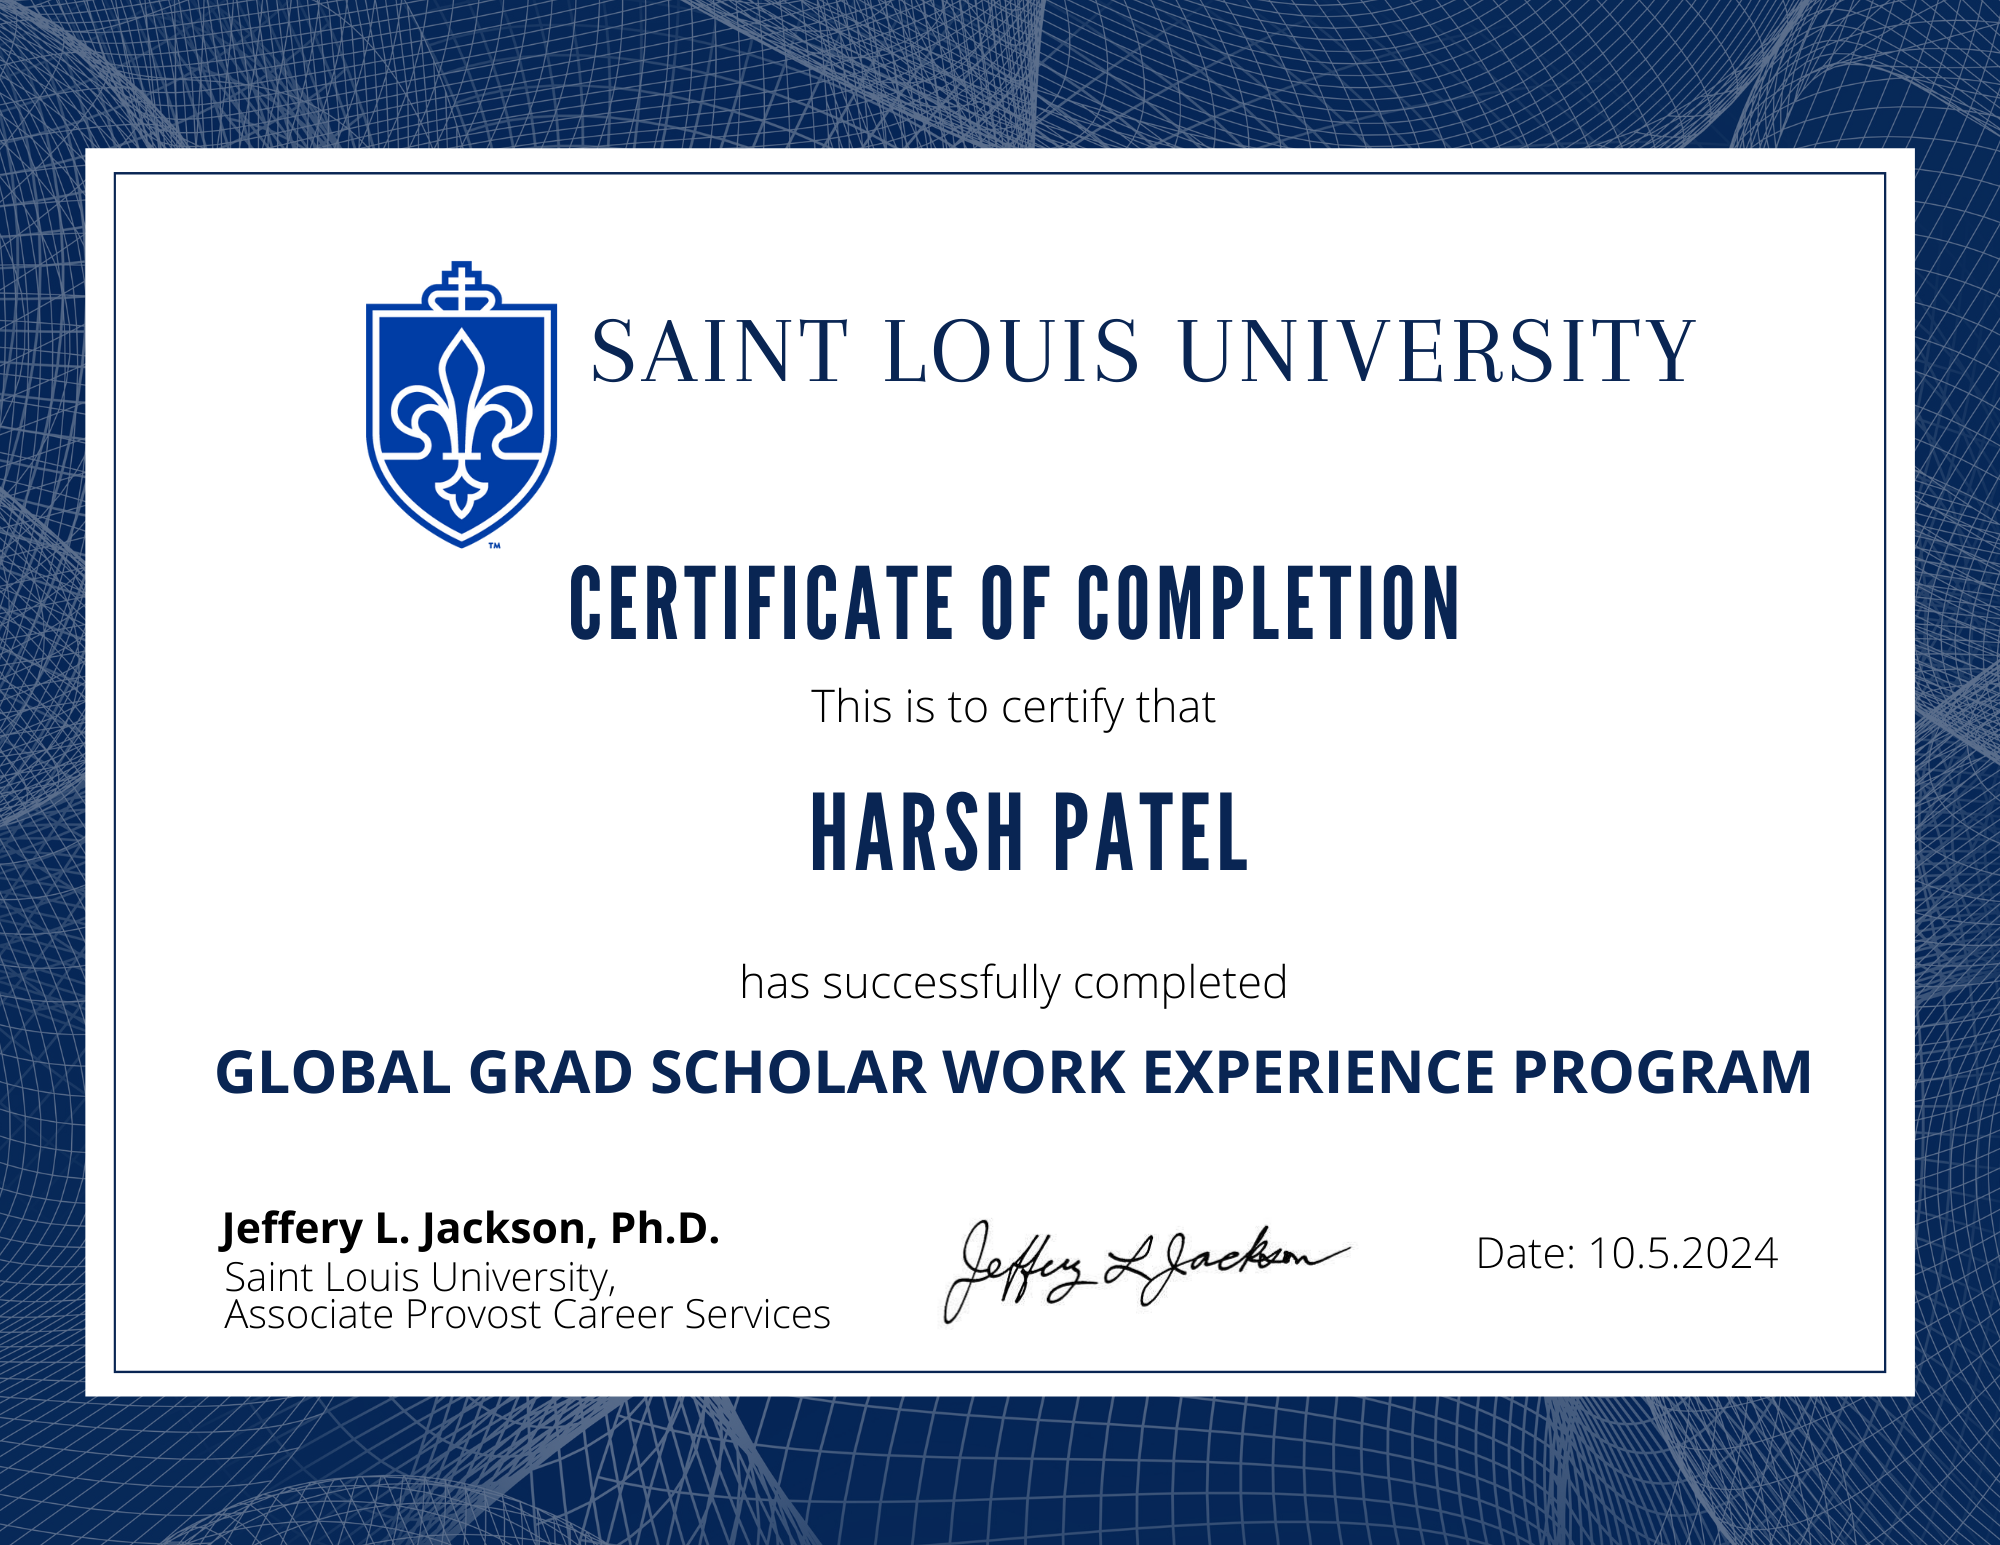 SAINT LOUIS UNIVERSITY
TM
CERTIFICATE OF COMPLETION
This is to certify that
HARSH PATEL
has successfully completed
GLOBAL GRAD SCHOLAR WORK EXPERIENCE PROGRAM
Jeffery L. Jackson, Ph.D.
Saint Louis University,
Associate Provost Career Services
Jeffery L Jackson
Date: 10.5.2024